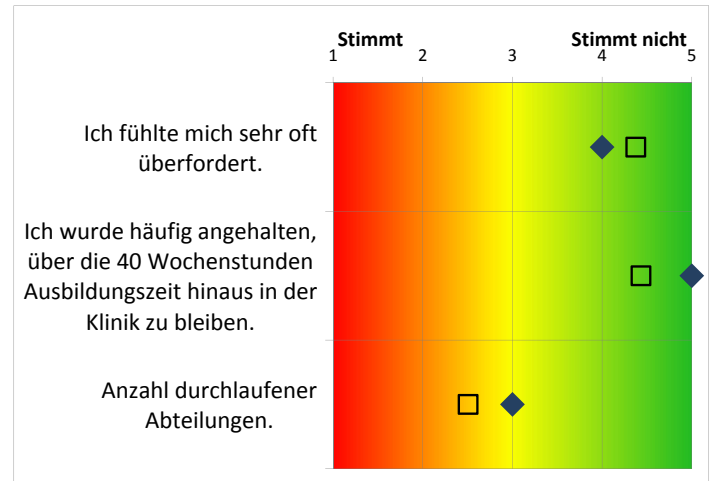 Stimmt
Stimmt nicht
1 2 3 4 5
Ich fühlte mich sehr oft
überfordert.
Ich wurde häufig angehalten,
über die 40 Wochenstunden
Ausbildungszeit hinaus in der
Klinik zu bleiben.
Anzahl durchlaufener
Abteilungen.